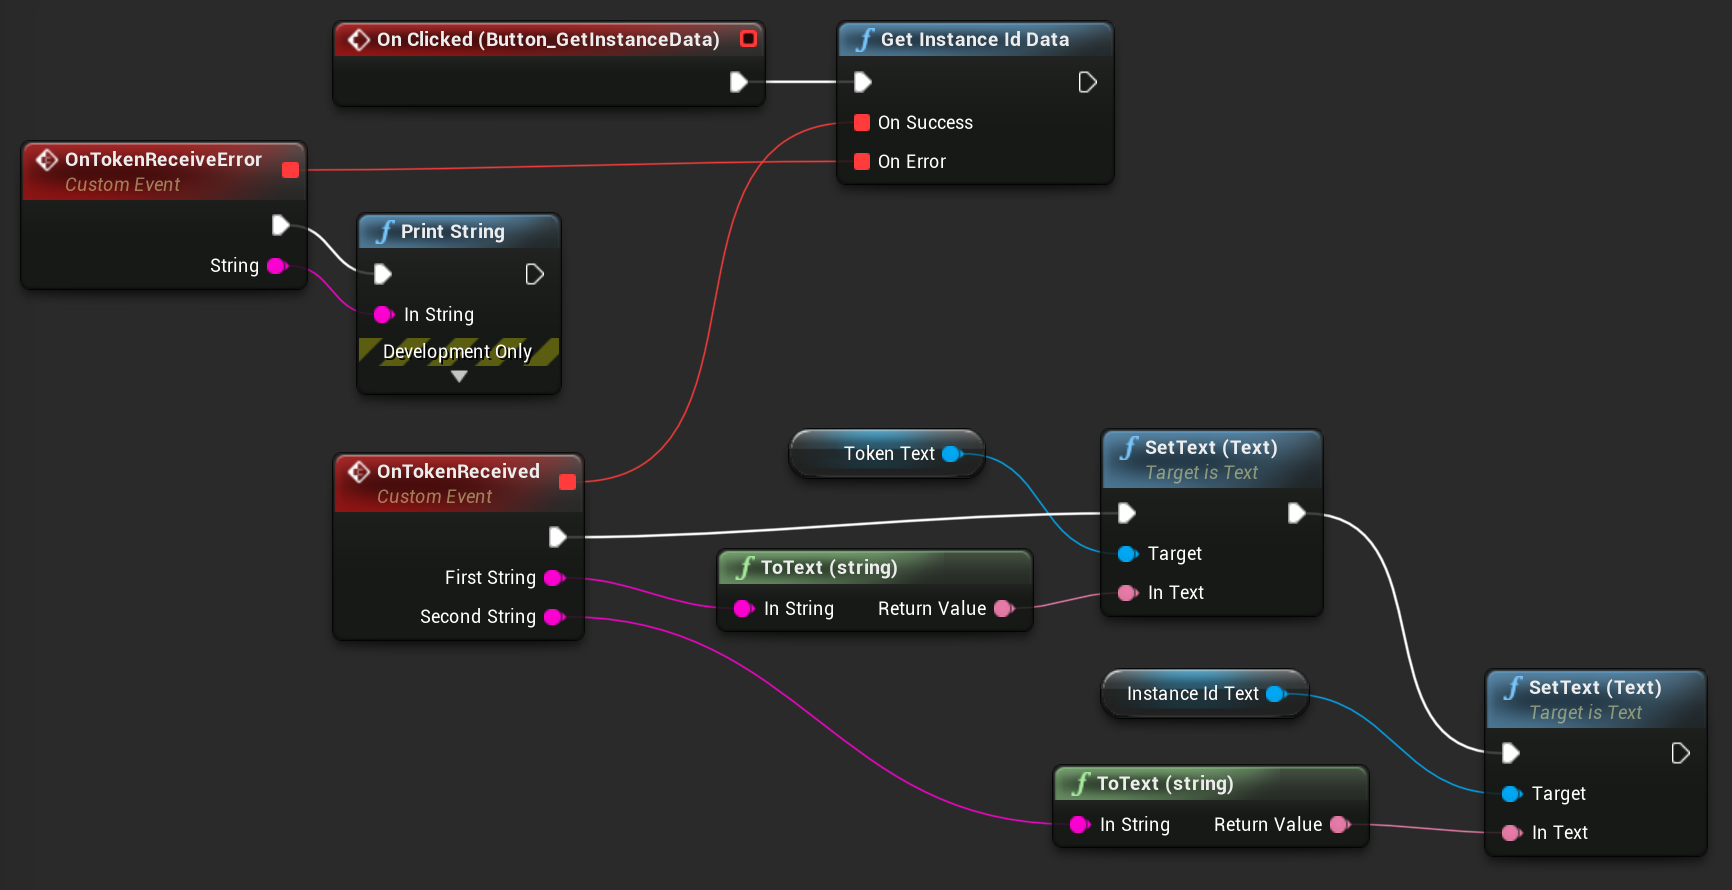 On Clicked (Button_GetInstanceData)
Get Instance Id Data
On Success
On Error
OnTokenReceiveError
Custom Event
String
Print String
In String
Development Only
OnTokenReceived
Custom Event
First String
Second String
Token Text
ToText (string)
In String Return Value
SetText (Text)
Target is Text
Target
In Text
Instance Id Text
ToText (string)
In String Return Value
SetText (Text)
Target is Text
Target
In Text